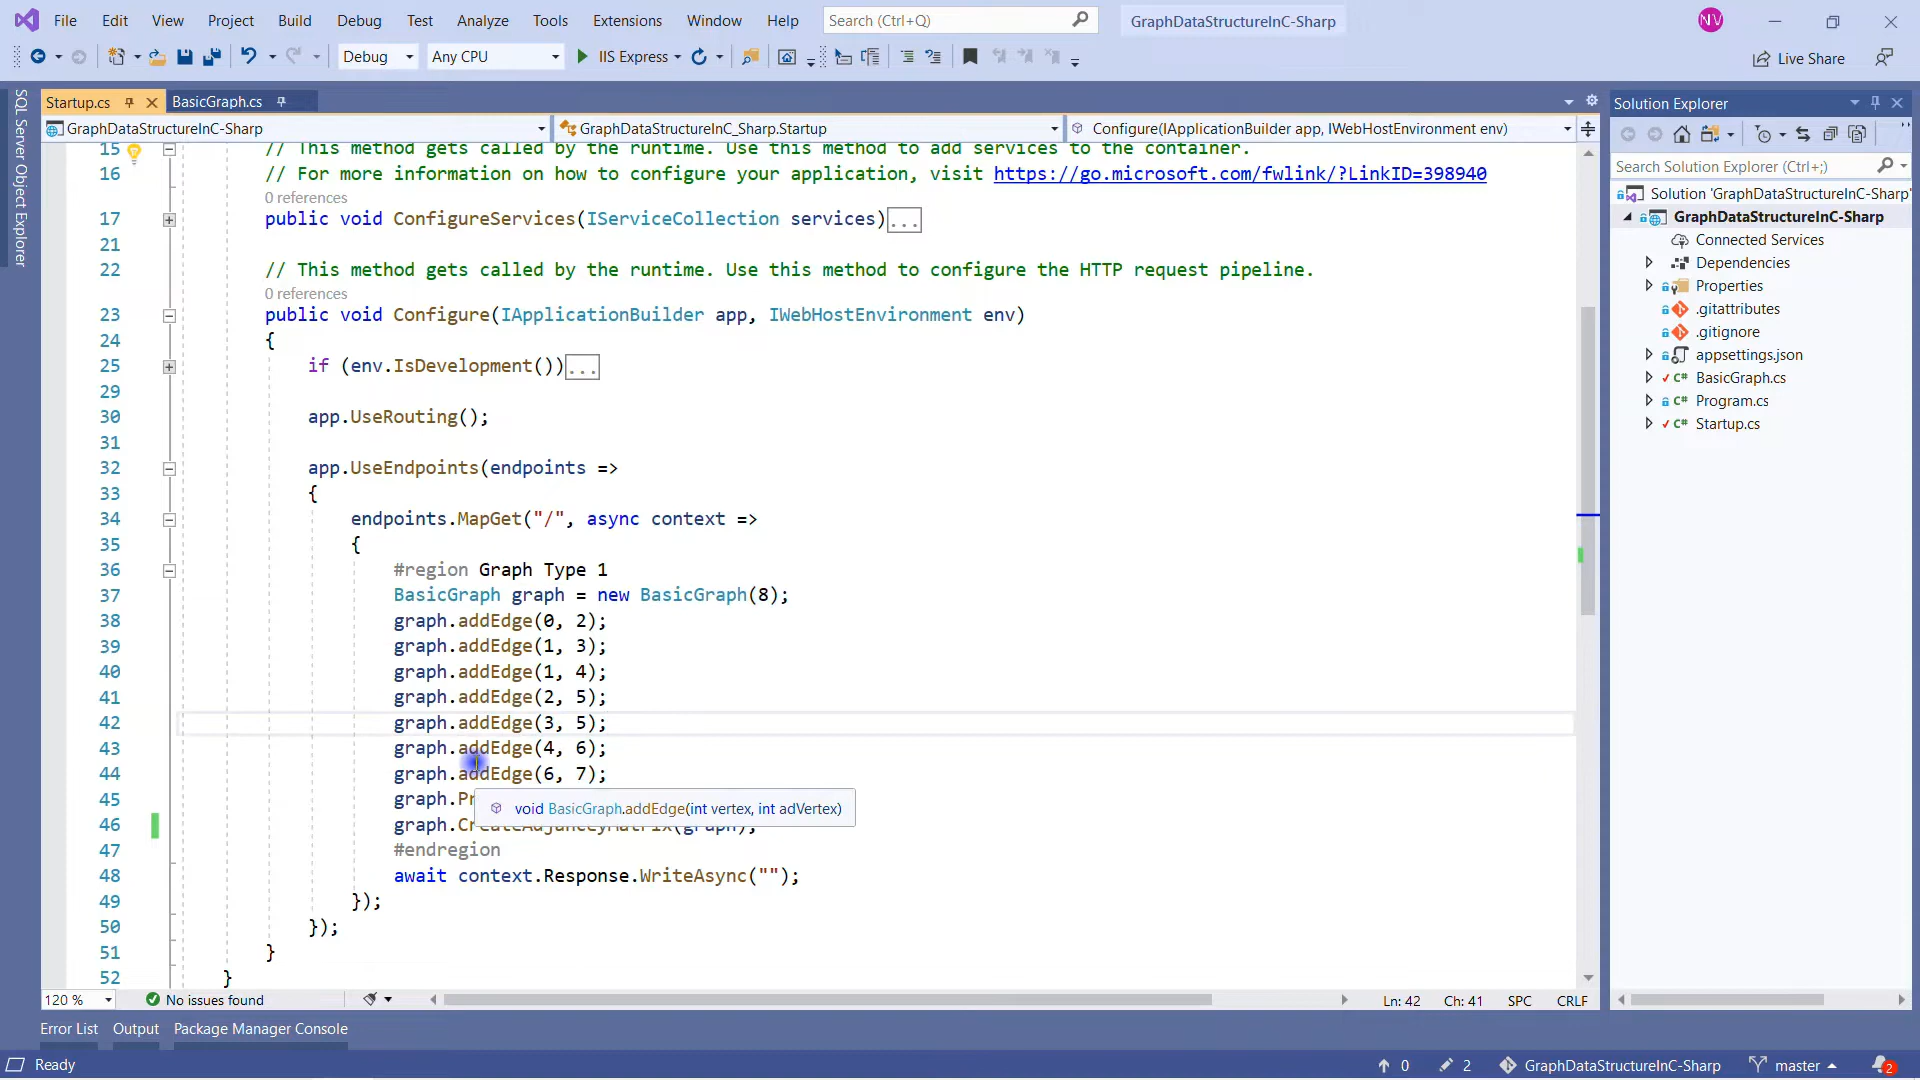 File Edit View Project Build Debug Test Analyze Tools Extensions Window Help Search (Ctrl+Q) GraphDataStructureInC-Sharp NV
Debug Any CPU IIS Express Live Share
SQL Server Object Explorer
Startup.cs BasicGraph.cs
GraphDataStructureInC-Sharp GraphDataStructureInC_Sharp.Startup Configure(IApplicationBuilder app, IWebHostEnvironment env)
15 // This method gets called by the runtime. Use this method to add services to the container.
16 // For more information on how to configure your application, visit https://go.microsoft.com/fwlink/?LinkID=398940
0 references
17 public void ConfigureServices(IServiceCollection services)...
21
22 // This method gets called by the runtime. Use this method to configure the HTTP request pipeline.
0 references
23 public void Configure(IApplicationBuilder app, IWebHostEnvironment env)
24 {
25 if (env.IsDevelopment())...
29
30 app.UseRouting();
31
32 app.UseEndpoints(endpoints =>
33 {
34 endpoints.MapGet("/", async context =>
35 {
36 #region Graph Type 1
37 BasicGraph graph = new BasicGraph(8);
38 graph.addEdge(0, 2);
39 graph.addEdge(1, 3);
40 graph.addEdge(1, 4);
41 graph.addEdge(2, 5);
42 graph.addEdge(3, 5);
43 graph.addEdge(4, 6);
44 graph.addEdge(6, 7);
45 graph.Pr
void BasicGraph.addEdge(int vertex, int adVertex)
46 graph.CreateAdjanceyMatrix(graph);
47 #endregion
48 await context.Response.WriteAsync("");
49 });
50 });
51 }
52 }
120 % No issues found Ln: 42 Ch: 41 SPC CRLF
Solution Explorer
Search Solution Explorer (Ctrl+;)
Solution 'GraphDataStructureInC-Sharp'
GraphDataStructureInC-Sharp
Connected Services
Dependencies
Properties
.gitattributes
.gitignore
appsettings.json
C# BasicGraph.cs
C# Program.cs
C# Startup.cs
Error List Output Package Manager Console
Ready 0 2 GraphDataStructureInC-Sharp master 2